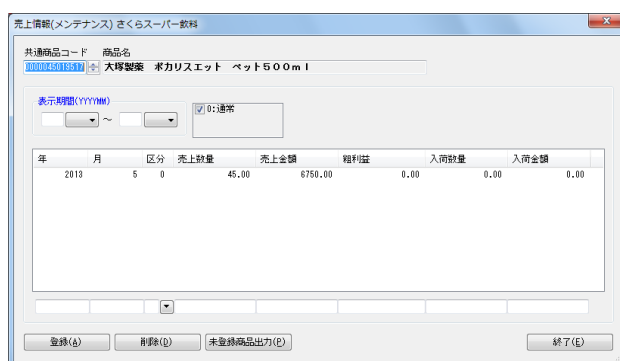 売上情報(メンテナンス) さくらスーパー飲料
共通商品コード 商品名
0000045019517 大塚製薬 ポカリスエット ペット500ml
表示期間(YYYYMM)
～
0:通常
年 月 区分 売上数量 売上金額 粗利益 入荷数量 入荷金額
2013 5 0 45.00 6750.00 0.00 0.00 0.00
登録(A) 削除(D) 未登録商品出力(P) 終了(E)